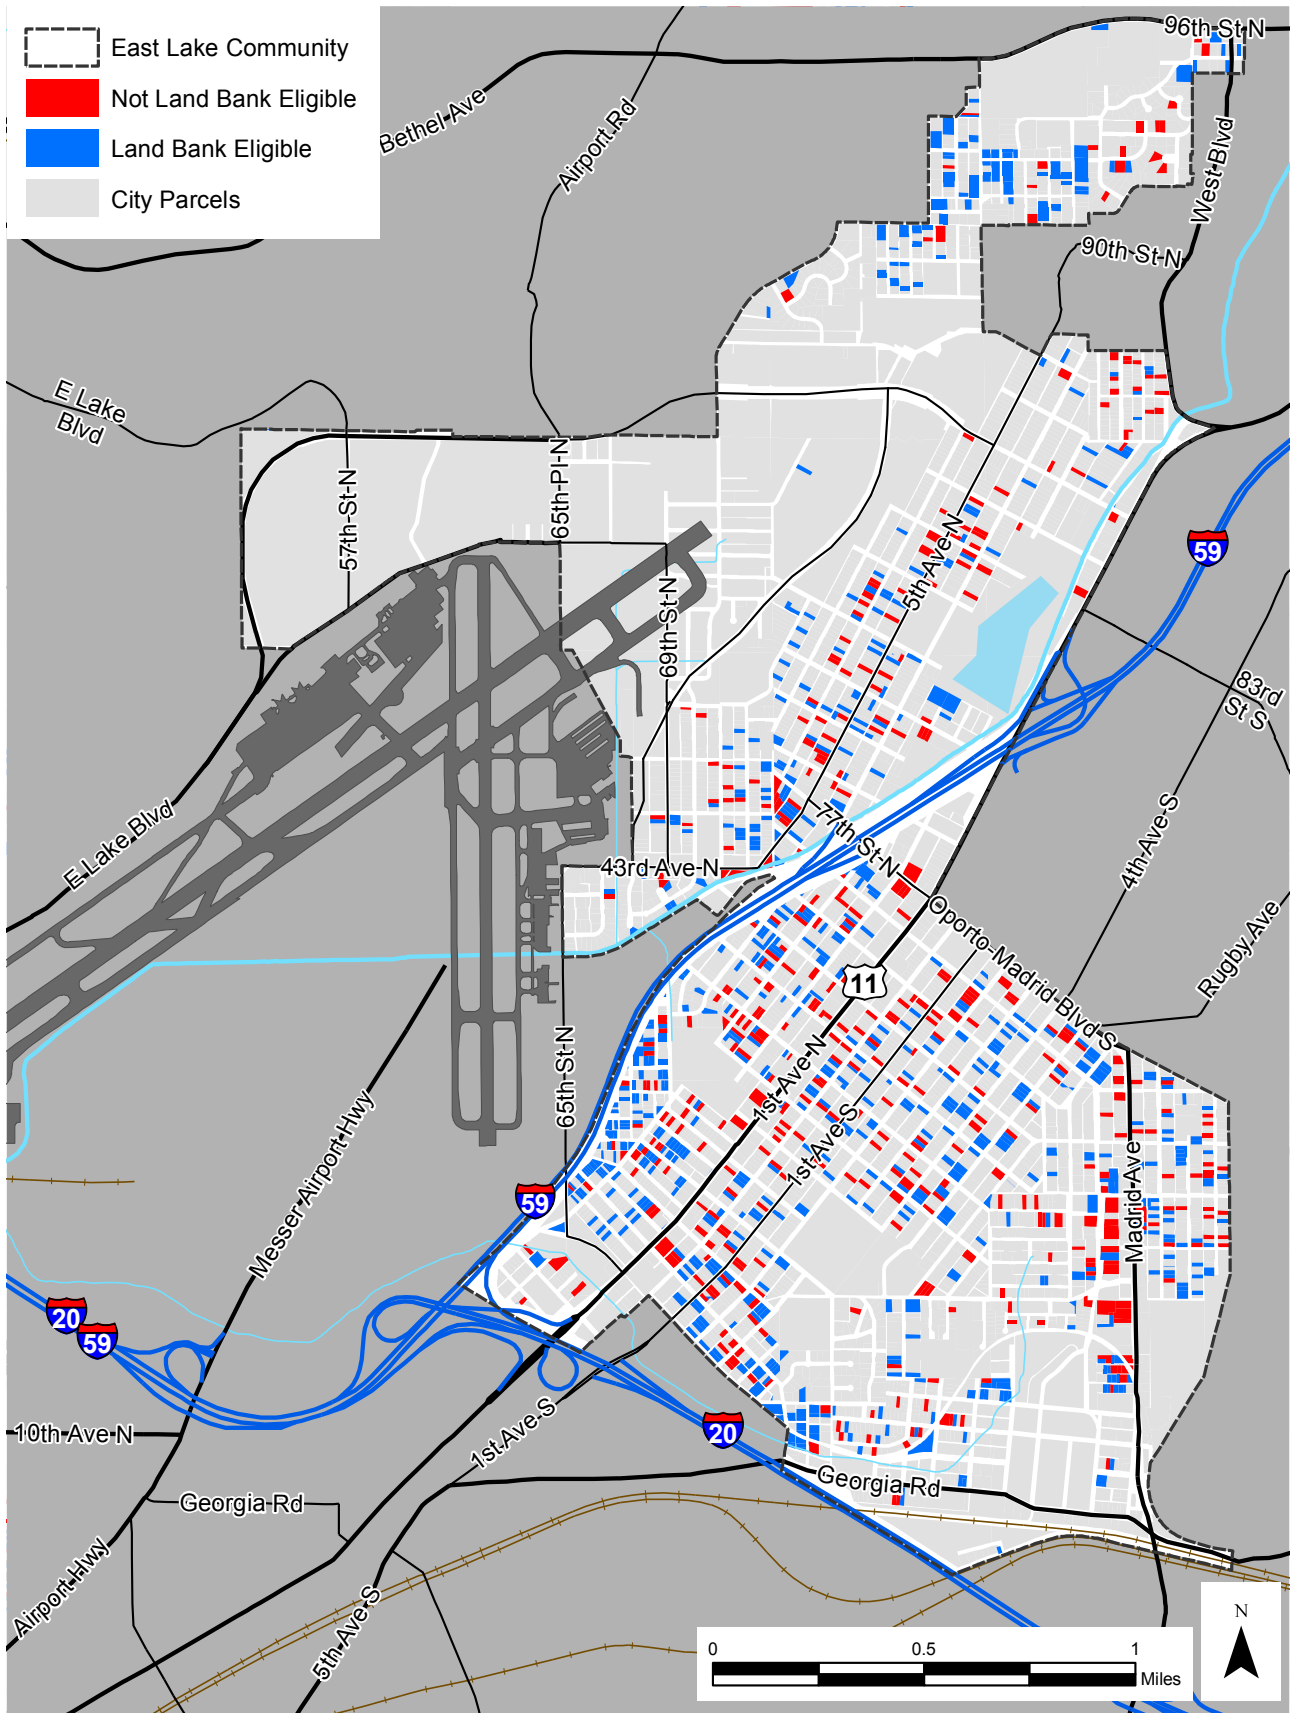 East Lake Community
Not Land Bank Eligible
Land Bank Eligible
City Parcels
96th St N
Bethel Ave
Airport Rd
West Blvd
90th St N
E Lake
Blvd
57th St N
65th Pl N
5th Ave N
59
69th St N
83rd
St S
E Lake Blvd
77th St N
4th Ave S
43rd Ave N
Oporto-Madrid Blvd S
Rugby Ave
11
65th St N
1st Ave N
1st Ave S
Messer Airport Hwy
59
Madrid Ave
20
59
10th Ave N
1st Ave S
20
Georgia Rd
Georgia Rd
Airport Hwy
5th Ave S
N
0 0.5 1
Miles